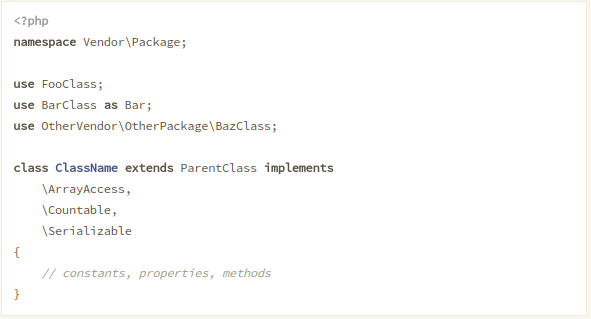 <?php
namespace Vendor\Package;
use FooClass;
use BarClass as Bar;
use OtherVendor\OtherPackage\BazClass;
class ClassName extends ParentClass implements
\ArrayAccess,
\Countable,
\Serializable
{
// constants, properties, methods
}